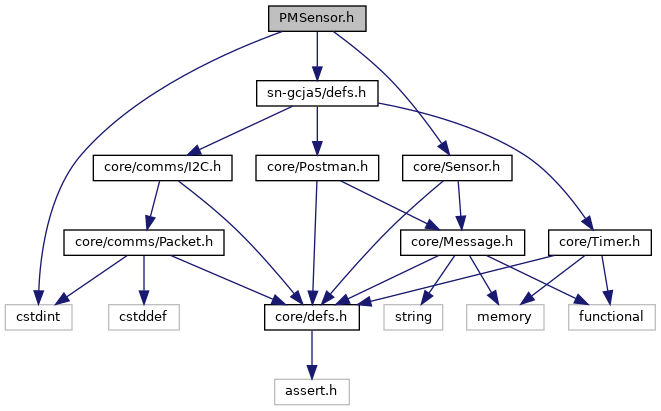 PMSensor.h
sn-gcja5/defs.h
core/comms/I2C.h
core/Postman.h
core/Sensor.h
core/comms/Packet.h
core/Message.h
core/Timer.h
cstdint
cstddef
core/defs.h
string
memory
functional
assert.h